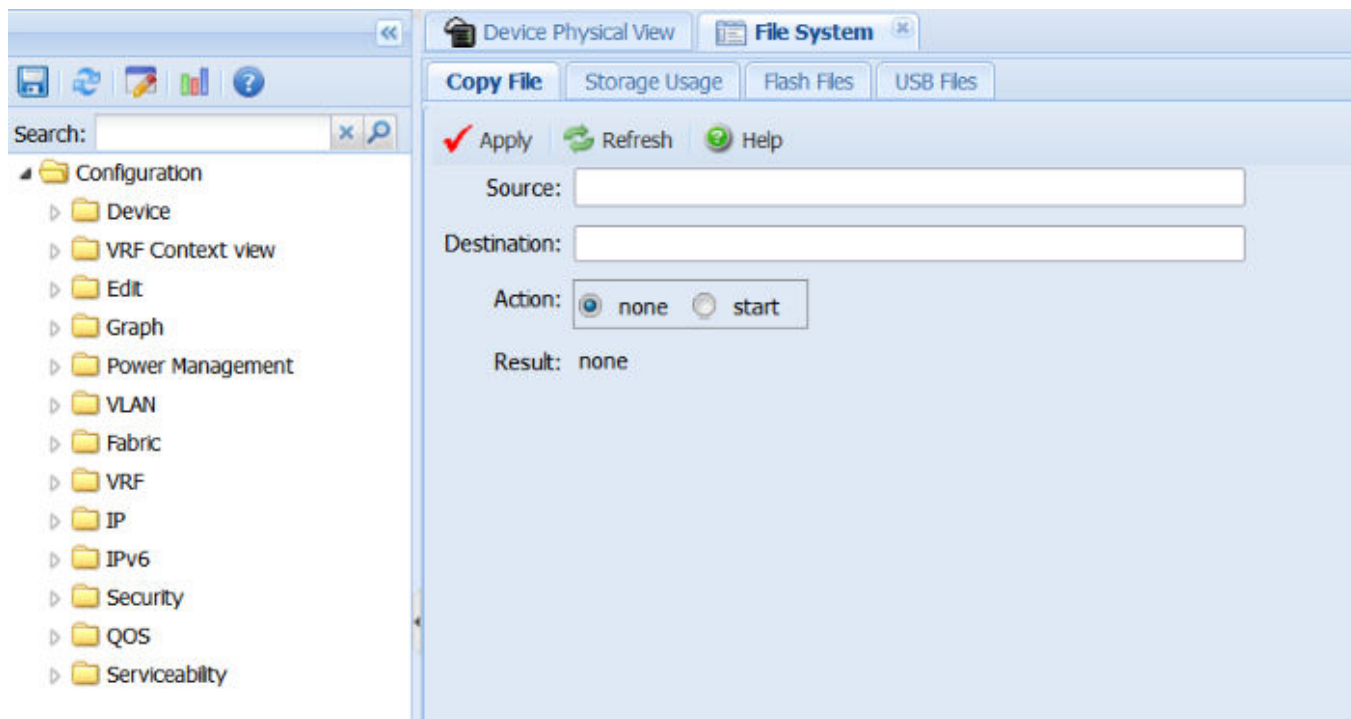 Device Physical View File System
Copy File Storage Usage Flash Files USB Files
Search:
Apply Refresh Help
Configuration
Device
VRF Context view
Edit
Graph
Power Management
VLAN
Fabric
VRF
IP
IPv6
Security
QOS
Serviceability
Source:
Destination:
Action: none start
Result: none